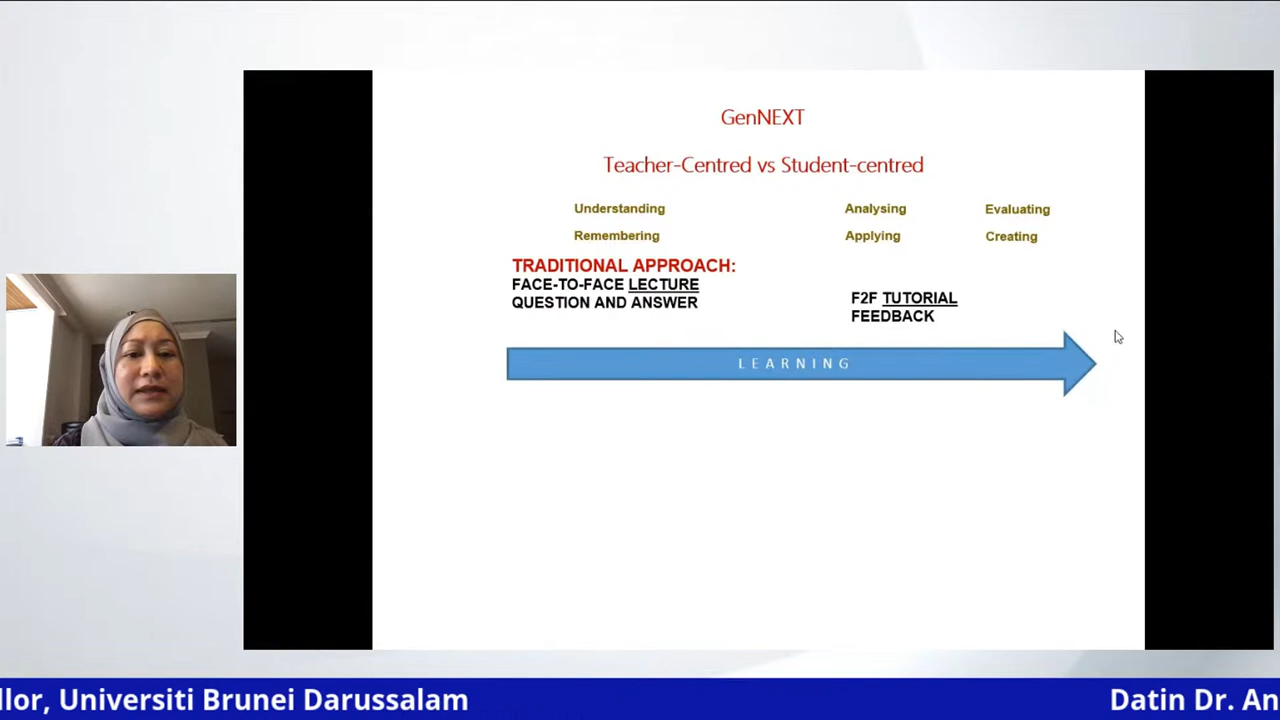 GenNEXT
Teacher-Centred vs Student-centred
Understanding Analysing Evaluating
Remembering Applying Creating
TRADITIONAL APPROACH:
FACE-TO-FACE LECTURE
QUESTION AND ANSWER
F2F TUTORIAL
FEEDBACK
LEARNING
llor, Universiti Brunei Darussalam Datin Dr. An